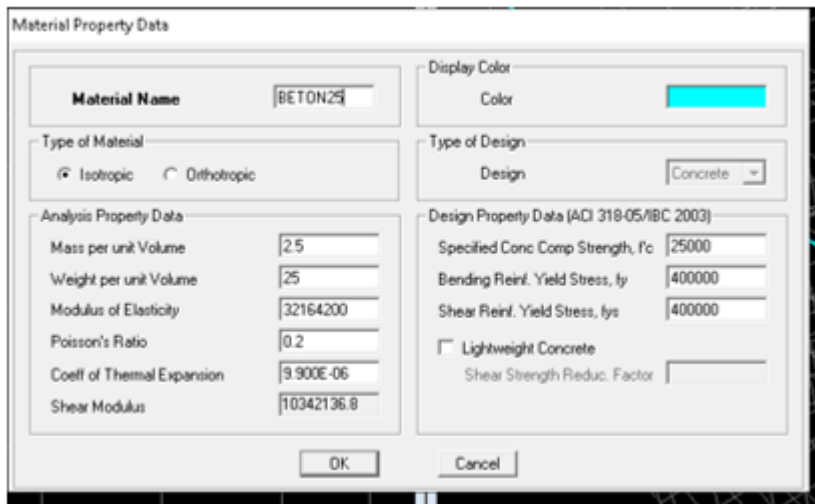 Material Property Data
Material Name BETON25
Display Color
Color
Type of Material
Isotropic Orthotropic
Type of Design
Design Concrete
Analysis Property Data
Mass per unit Volume 2.5
Weight per unit Volume 25
Modulus of Elasticity 32164200
Poisson's Ratio 0.2
Coeff of Thermal Expansion 9.900E-06
Shear Modulus 10342136.8
Design Property Data (ACI 318-05/IBC 2003)
Specified Conc Comp Strength, f'c 25000
Bending Reinf. Yield Stress, fy 400000
Shear Reinf. Yield Stress, fys 400000
Lightweight Concrete
Shear Strength Reduc. Factor
OK Cancel